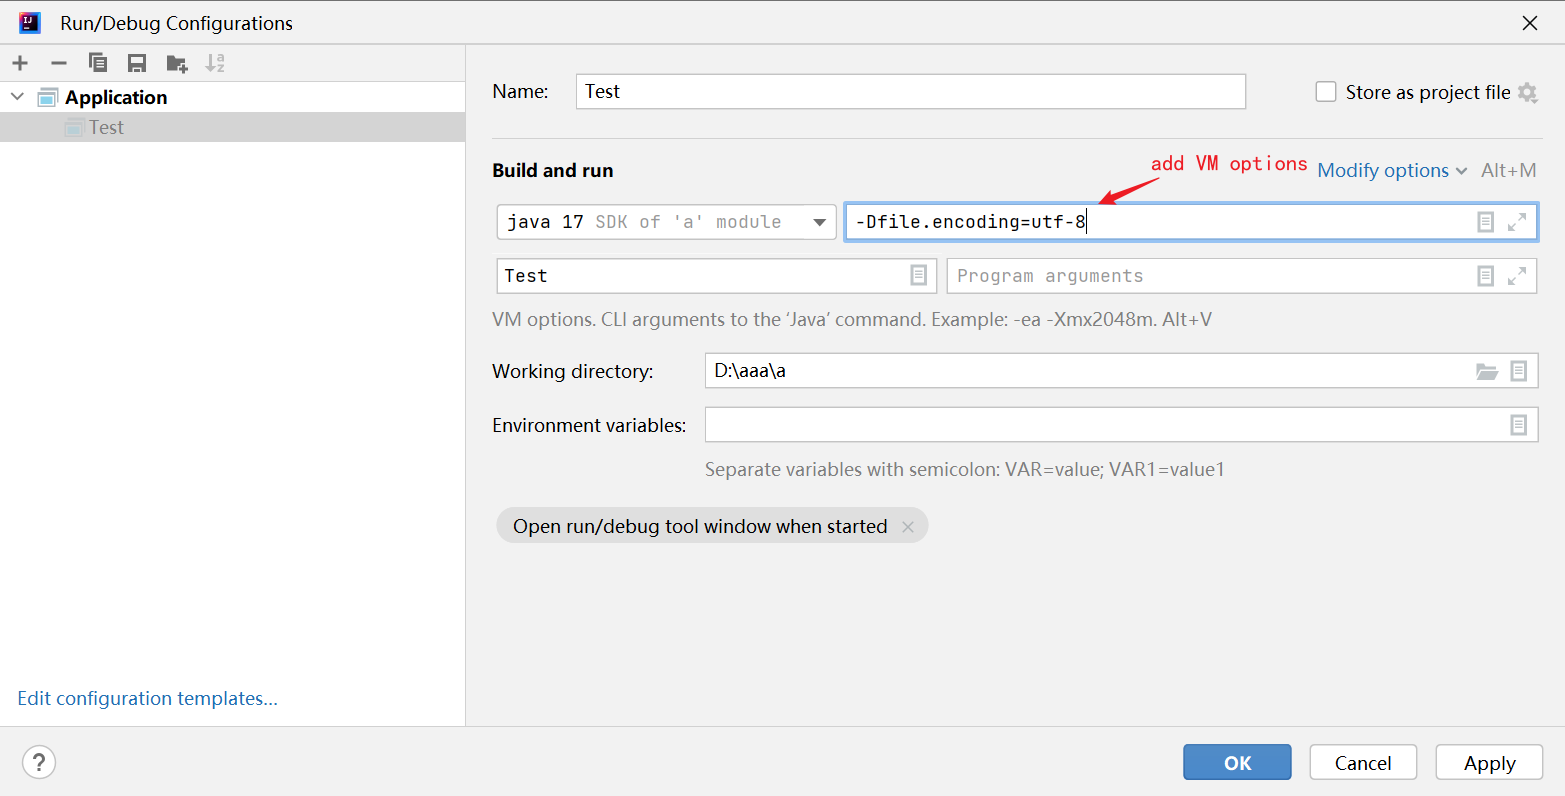 Run/Debug Configurations
Application
Test
Edit configuration templates...
Name: Test
Store as project file
Build and run
add VM options
Modify options Alt+M
java 17 SDK of 'a' module
-Dfile.encoding=utf-8
Test
Program arguments
VM options. CLI arguments to the ‘Java’ command. Example: -ea -Xmx2048m. Alt+V
Working directory: D:\aaa\a
Environment variables:
Separate variables with semicolon: VAR=value; VAR1=value1
Open run/debug tool window when started
?
OK
Cancel
Apply